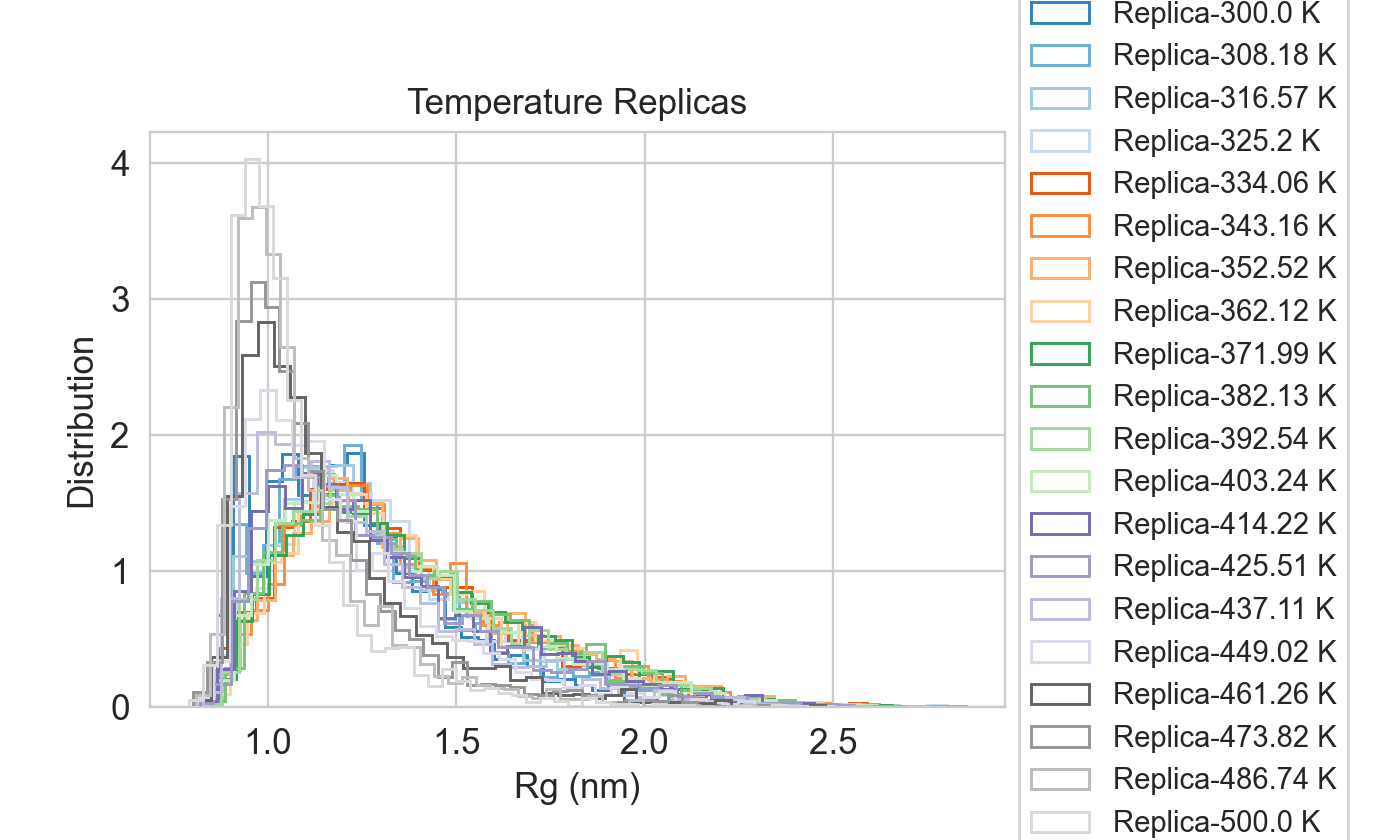 Temperature Replicas
Distribution
4
3
2
1
0
1.0
1.5
2.0
2.5
Rg (nm)
Replica-300.0 K
Replica-308.18 K
Replica-316.57 K
Replica-325.2 K
Replica-334.06 K
Replica-343.16 K
Replica-352.52 K
Replica-362.12 K
Replica-371.99 K
Replica-382.13 K
Replica-392.54 K
Replica-403.24 K
Replica-414.22 K
Replica-425.51 K
Replica-437.11 K
Replica-449.02 K
Replica-461.26 K
Replica-473.82 K
Replica-486.74 K
Replica-500.0 K